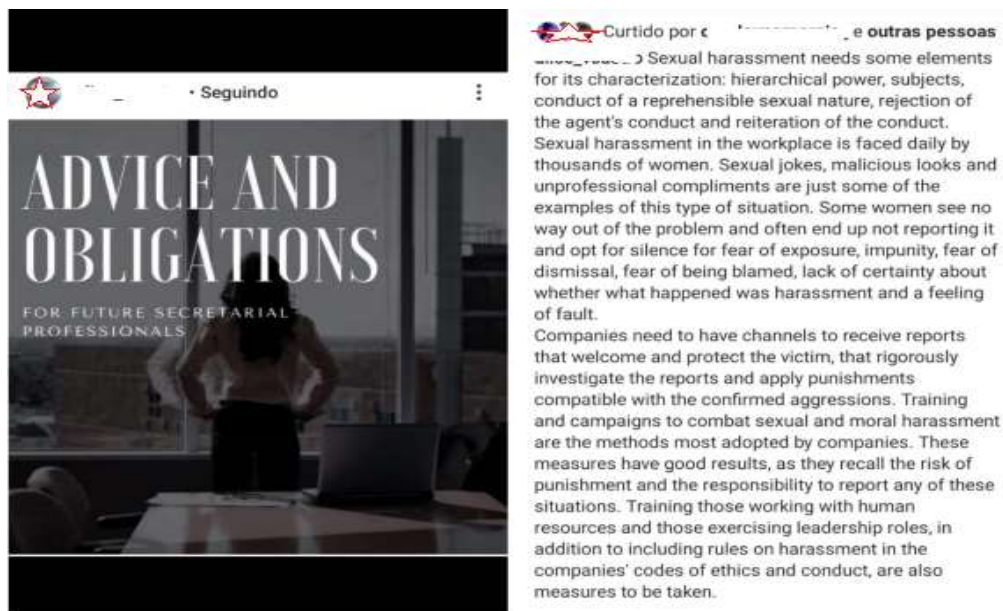 • Seguindo
ADVICE AND
OBLIGATIONS
FOR FUTURE SECRETARIAL
PROFESSIONALS
Curtido por c e outras pessoas
Sexual harassment needs some elements
for its characterization: hierarchical power, subjects,
conduct of a reprehensible sexual nature, rejection of
the agent's conduct and reiteration of the conduct.
Sexual harassment in the workplace is faced daily by
thousands of women. Sexual jokes, malicious looks and
unprofessional compliments are just some of the
examples of this type of situation. Some women see no
way out of the problem and often end up not reporting it
and opt for silence for fear of exposure, impunity, fear of
dismissal, fear of being blamed, lack of certainty about
whether what happened was harassment and a feeling
of fault.
Companies need to have channels to receive reports
that welcome and protect the victim, that rigorously
investigate the reports and apply punishments
compatible with the confirmed aggressions. Training
and campaigns to combat sexual and moral harassment
are the methods most adopted by companies. These
measures have good results, as they recall the risk of
punishment and the responsibility to report any of these
situations. Training those working with human
resources and those exercising leadership roles, in
addition to including rules on harassment in the
companies' codes of ethics and conduct, are also
measures to be taken.